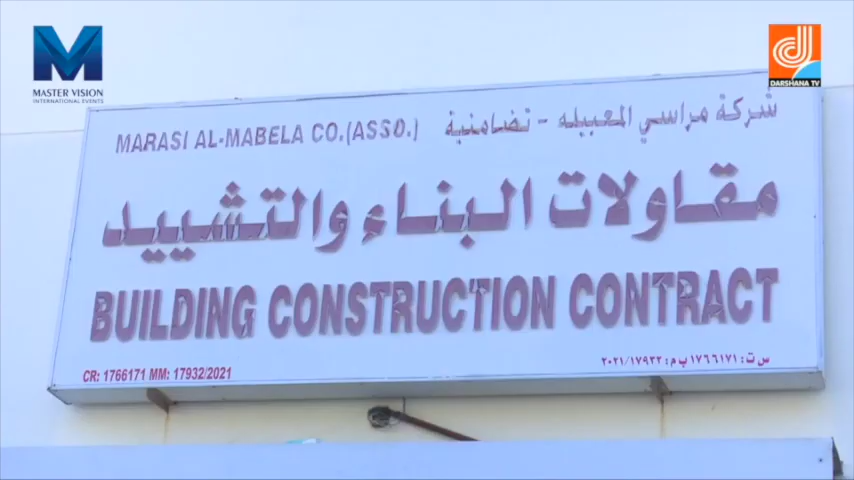 MASTER VISION
INTERNATIONAL EVENTS
DARSHANA TV
MARASI AL-MABELA CO.(ASSO.) شركة مراسي المعبيله - تضامنية
مقاولات البناء والتشييد
BUILDING CONSTRUCTION CONTRACT
CR: 1766171 MM: 17932/2021 س ت: ١٧٦٦١٧١ ب م: ٢٠٢١/١٧٩٣٢